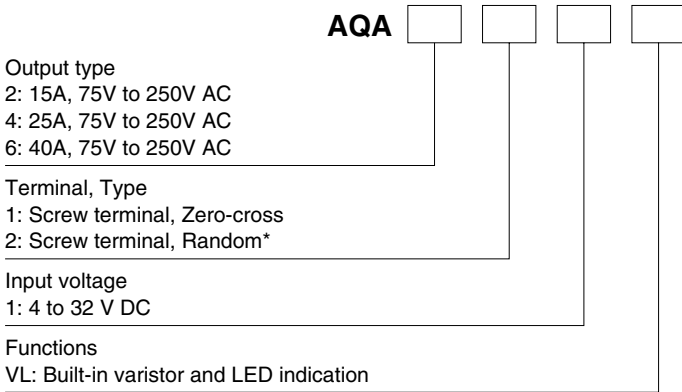 AQA
Output type
2: 15A, 75V to 250V AC
4: 25A, 75V to 250V AC
6: 40A, 75V to 250V AC
Terminal, Type
1: Screw terminal, Zero-cross
2: Screw terminal, Random*
Input voltage
1: 4 to 32 V DC
Functions
VL: Built-in varistor and LED indication